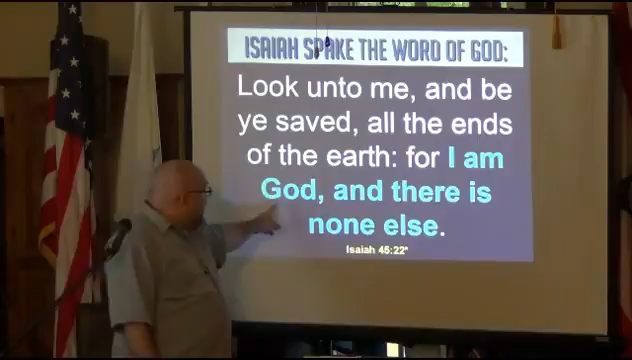 ISAIAH SPAKE THE WORD OF GOD:
Look unto me, and be
ye saved, all the ends
of the earth: for I am
God, and there is
none else.
Isaiah 45:22"